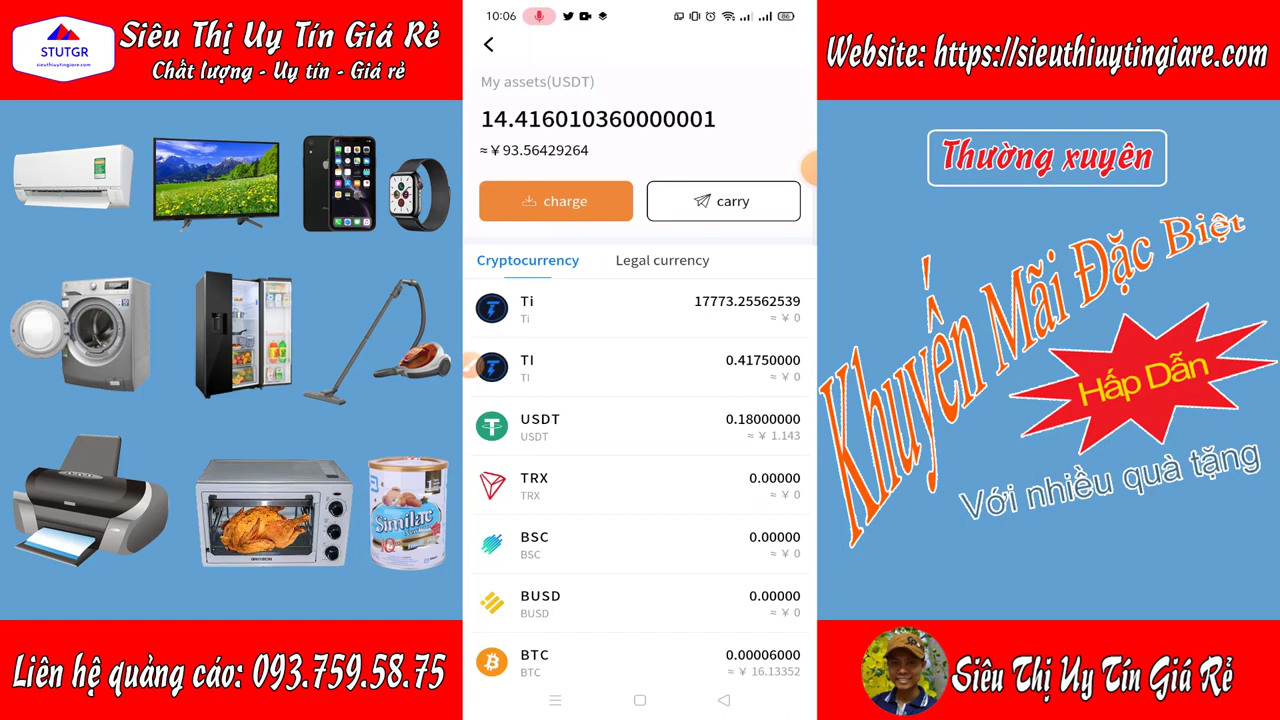 STUTGR
sieuthiuytingiare.com
Siêu Thị Uy Tín Giá Rẻ
Chất lượng - Uy tín - Giá rẻ
10:06
86
My assets(USDT)
14.416010360000001
≈￥93.56429264
charge
carry
Cryptocurrency
Legal currency
Ti
17773.25562539
Ti
≈ ￥ 0
TI
0.41750000
TI
≈ ￥ 0
USDT
0.18000000
USDT
≈ ￥ 1.143
TRX
0.00000
TRX
≈ ￥ 0
BSC
0.00000
BSC
≈ ￥ 0
BUSD
0.00000
BUSD
≈ ￥ 0
BTC
0.00006000
BTC
≈ ￥ 16.13352
Website: https://sieuthiuytingiare.com
Thường xuyên
Khuyến Mãi Đặc Biệt
Hấp Dẫn
Với nhiều quà tặng
Similac
Liên hệ quảng cáo: 093.759.58.75
Siêu Thị Uy Tín Giá Rẻ